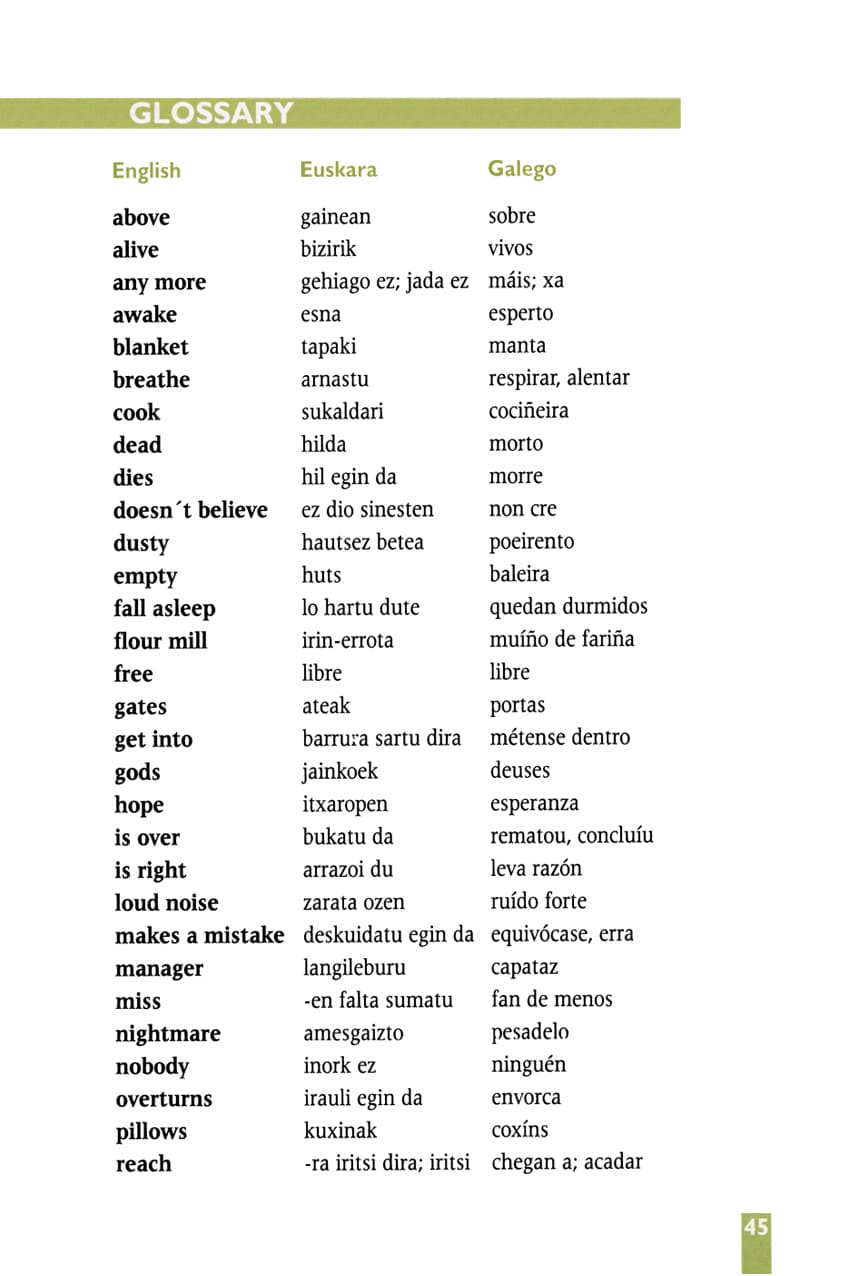 GLOSSARY
English Euskara Galego
above gainean sobre
alive bizirik vivos
any more gehiago ez; jada ez máis; xa
awake esna esperto
blanket tapaki manta
breathe arnastu respirar, alentar
cook sukaldari cociñeira
dead hilda morto
dies hil egin da morre
doesn´t believe ez dio sinesten non cre
dusty hautsez betea poeirento
empty huts baleira
fall asleep lo hartu dute quedan durmidos
flour mill irin-errota muíño de fariña
free libre libre
gates ateak portas
get into barrura sartu dira métense dentro
gods jainkoek deuses
hope itxaropen esperanza
is over bukatu da rematou, concluíu
is right arrazoi du leva razón
loud noise zarata ozen ruído forte
makes a mistake deskuidatu egin da equivócase, erra
manager langileburu capataz
miss -en falta sumatu fan de menos
nightmare amesgaizto pesadelo
nobody inork ez ninguén
overturns irauli egin da envorca
pillows kuxinak coxíns
reach -ra iritsi dira; iritsi chegan a; acadar
45